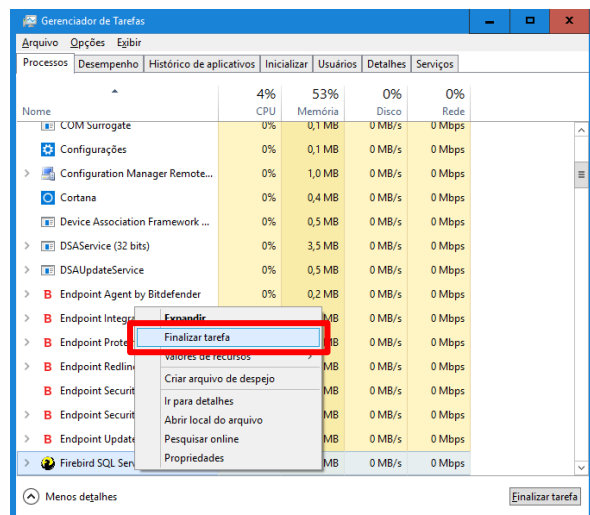 Gerenciador de Tarefas
Arquivo Opções Exibir
Processos Desempenho Histórico de aplicativos Inicializar Usuários Detalhes Serviços
4% 53% 0% 0%
Nome CPU Memória Disco Rede
COM Surrogate 0% 0,1 MB 0 MB/s 0 Mbps
Configurações 0% 0,1 MB 0 MB/s 0 Mbps
Configuration Manager Remote... 0% 1,0 MB 0 MB/s 0 Mbps
Cortana 0% 0,4 MB 0 MB/s 0 Mbps
Device Association Framework ... 0% 0,5 MB 0 MB/s 0 Mbps
DSAService (32 bits) 0% 3,5 MB 0 MB/s 0 Mbps
DSAUpdateService 0% 0,5 MB 0 MB/s 0 Mbps
B Endpoint Agent by Bitdefender 0% 0,2 MB 0 MB/s 0 Mbps
B Endpoint Integra MB 0 MB/s 0 Mbps
Expandir
B Endpoint Prote MB 0 MB/s 0 Mbps
Finalizar tarefa
B Endpoint Redlin MB 0 MB/s 0 Mbps
Valores de recursos
B Endpoint Securit MB 0 MB/s 0 Mbps
Criar arquivo de despejo
Ir para detalhes
B Endpoint Securit MB 0 MB/s 0 Mbps
Abrir local do arquivo
B Endpoint Update MB 0 MB/s 0 Mbps
Pesquisar online
Firebird SQL Serv MB 0 MB/s 0 Mbps
Propriedades
Menos detalhes Finalizar tarefa